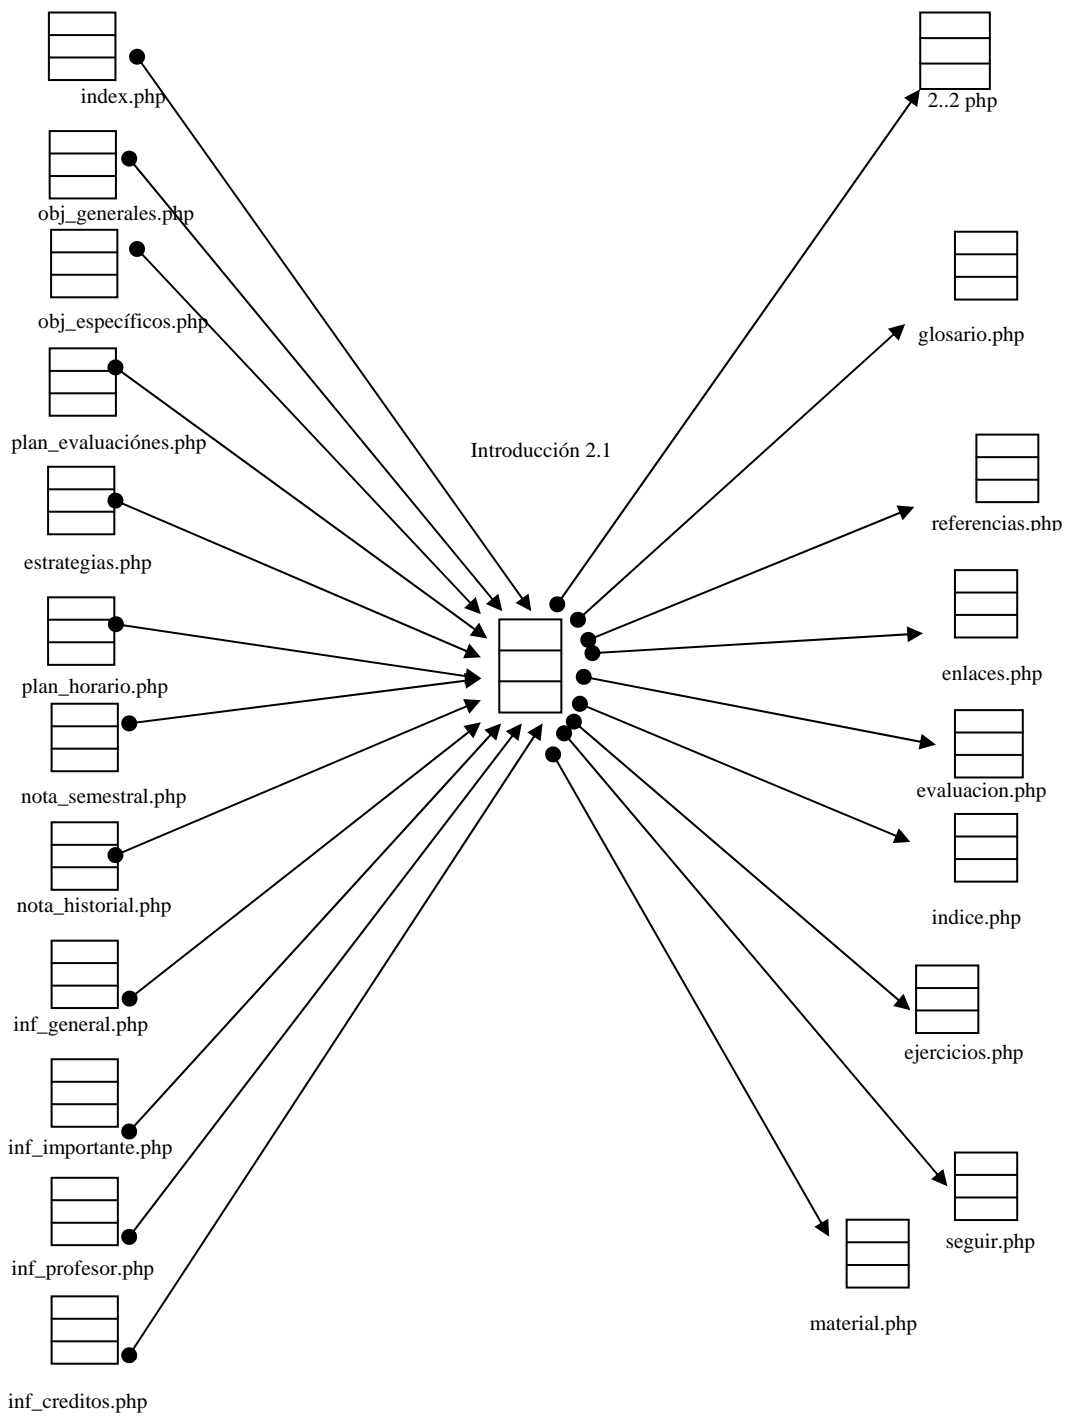 index.php
2..2 php
obj_generales.php
obj_específicos.php
glosario.php
plan_evaluaciónes.php
Introducción 2.1
referencias.php
estrategias.php
enlaces.php
plan_horario.php
nota_semestral.php
evaluacion.php
nota_historial.php
indice.php
inf_general.php
ejercicios.php
inf_importante.php
seguir.php
inf_profesor.php
material.php
inf_creditos.php